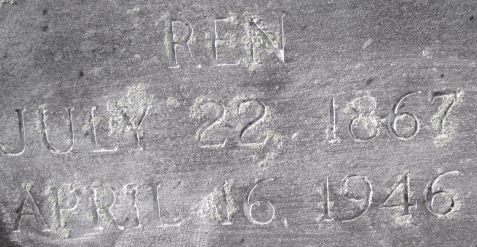 REN
JULY 22, 1867
APRIL 16, 1946